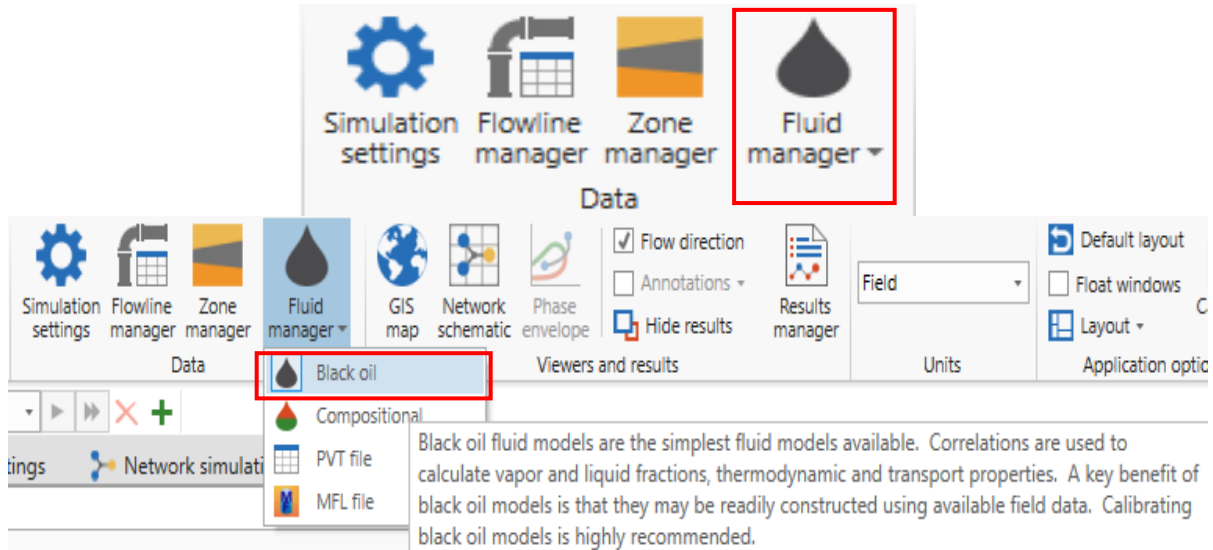 Simulation settings
Flowline manager
Zone manager
Fluid manager
Data
Simulation settings
Flowline manager
Zone manager
Fluid manager
Data
GIS map
Network schematic
Phase envelope
Flow direction
Annotations
Hide results
Results manager
Viewers and results
Field
Units
Default layout
Float windows
Layout
Application optio
Black oil
Compositional
PVT file
MFL file
tings
Network simulati
Black oil fluid models are the simplest fluid models available. Correlations are used to
calculate vapor and liquid fractions, thermodynamic and transport properties. A key benefit of
black oil models is that they may be readily constructed using available field data. Calibrating
black oil models is highly recommended.